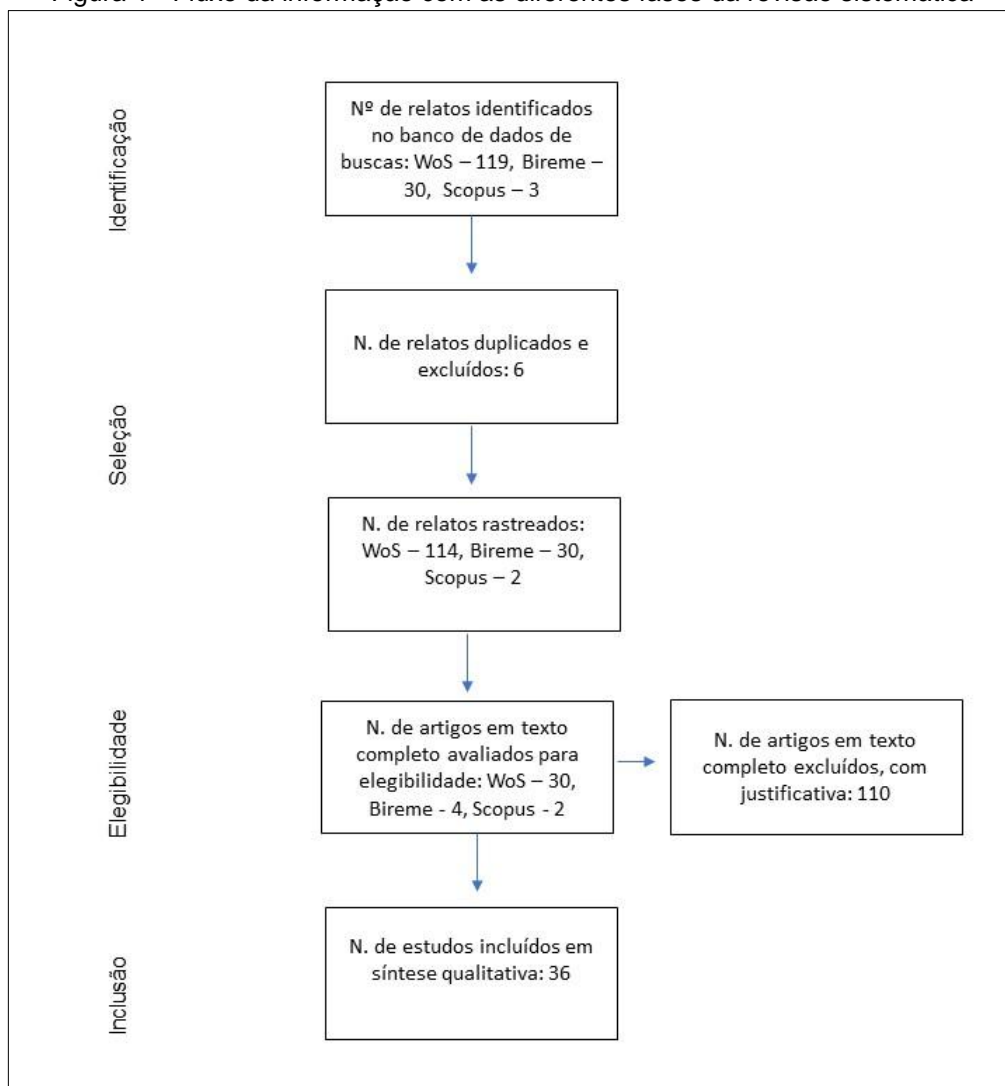 Identificação
Nº de relatos identificados
no banco de dados de
buscas: WoS – 119, Bireme –
30, Scopus – 3
Seleção
N. de relatos duplicados e
excluídos: 6
N. de relatos rastreados:
WoS – 114, Bireme – 30,
Scopus – 2
Elegibilidade
N. de artigos em texto
completo avaliados para
elegibilidade: WoS – 30,
Bireme - 4, Scopus - 2
N. de artigos em texto
completo excluídos, com
justificativa: 110
Inclusão
N. de estudos incluídos em
síntese qualitativa: 36